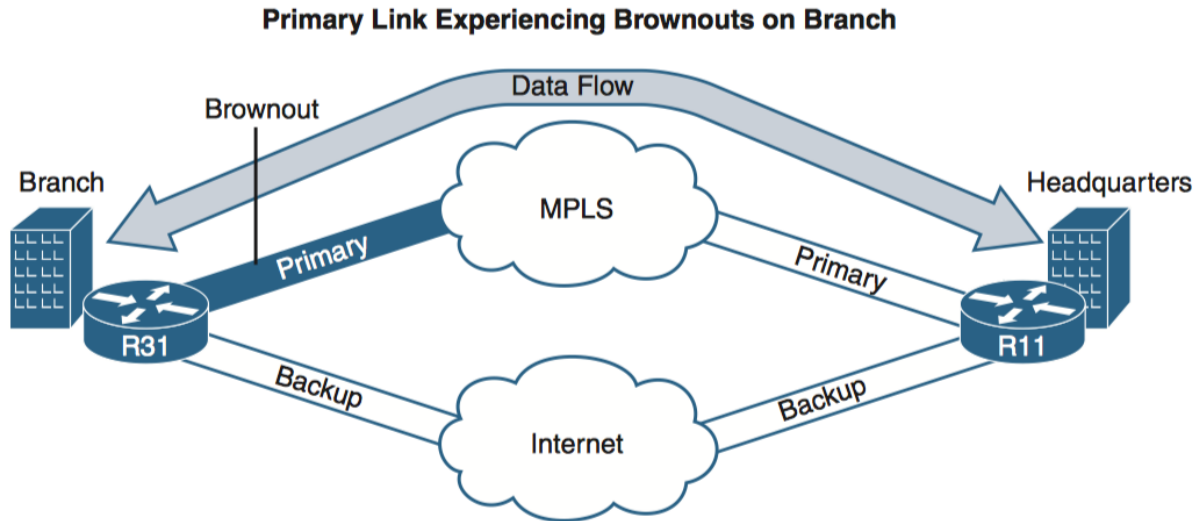 Primary Link Experiencing Brownouts on Branch
Data Flow
Brownout
Branch
Headquarters
MPLS
Primary
Primary
R31
R11
Backup
Backup
Internet